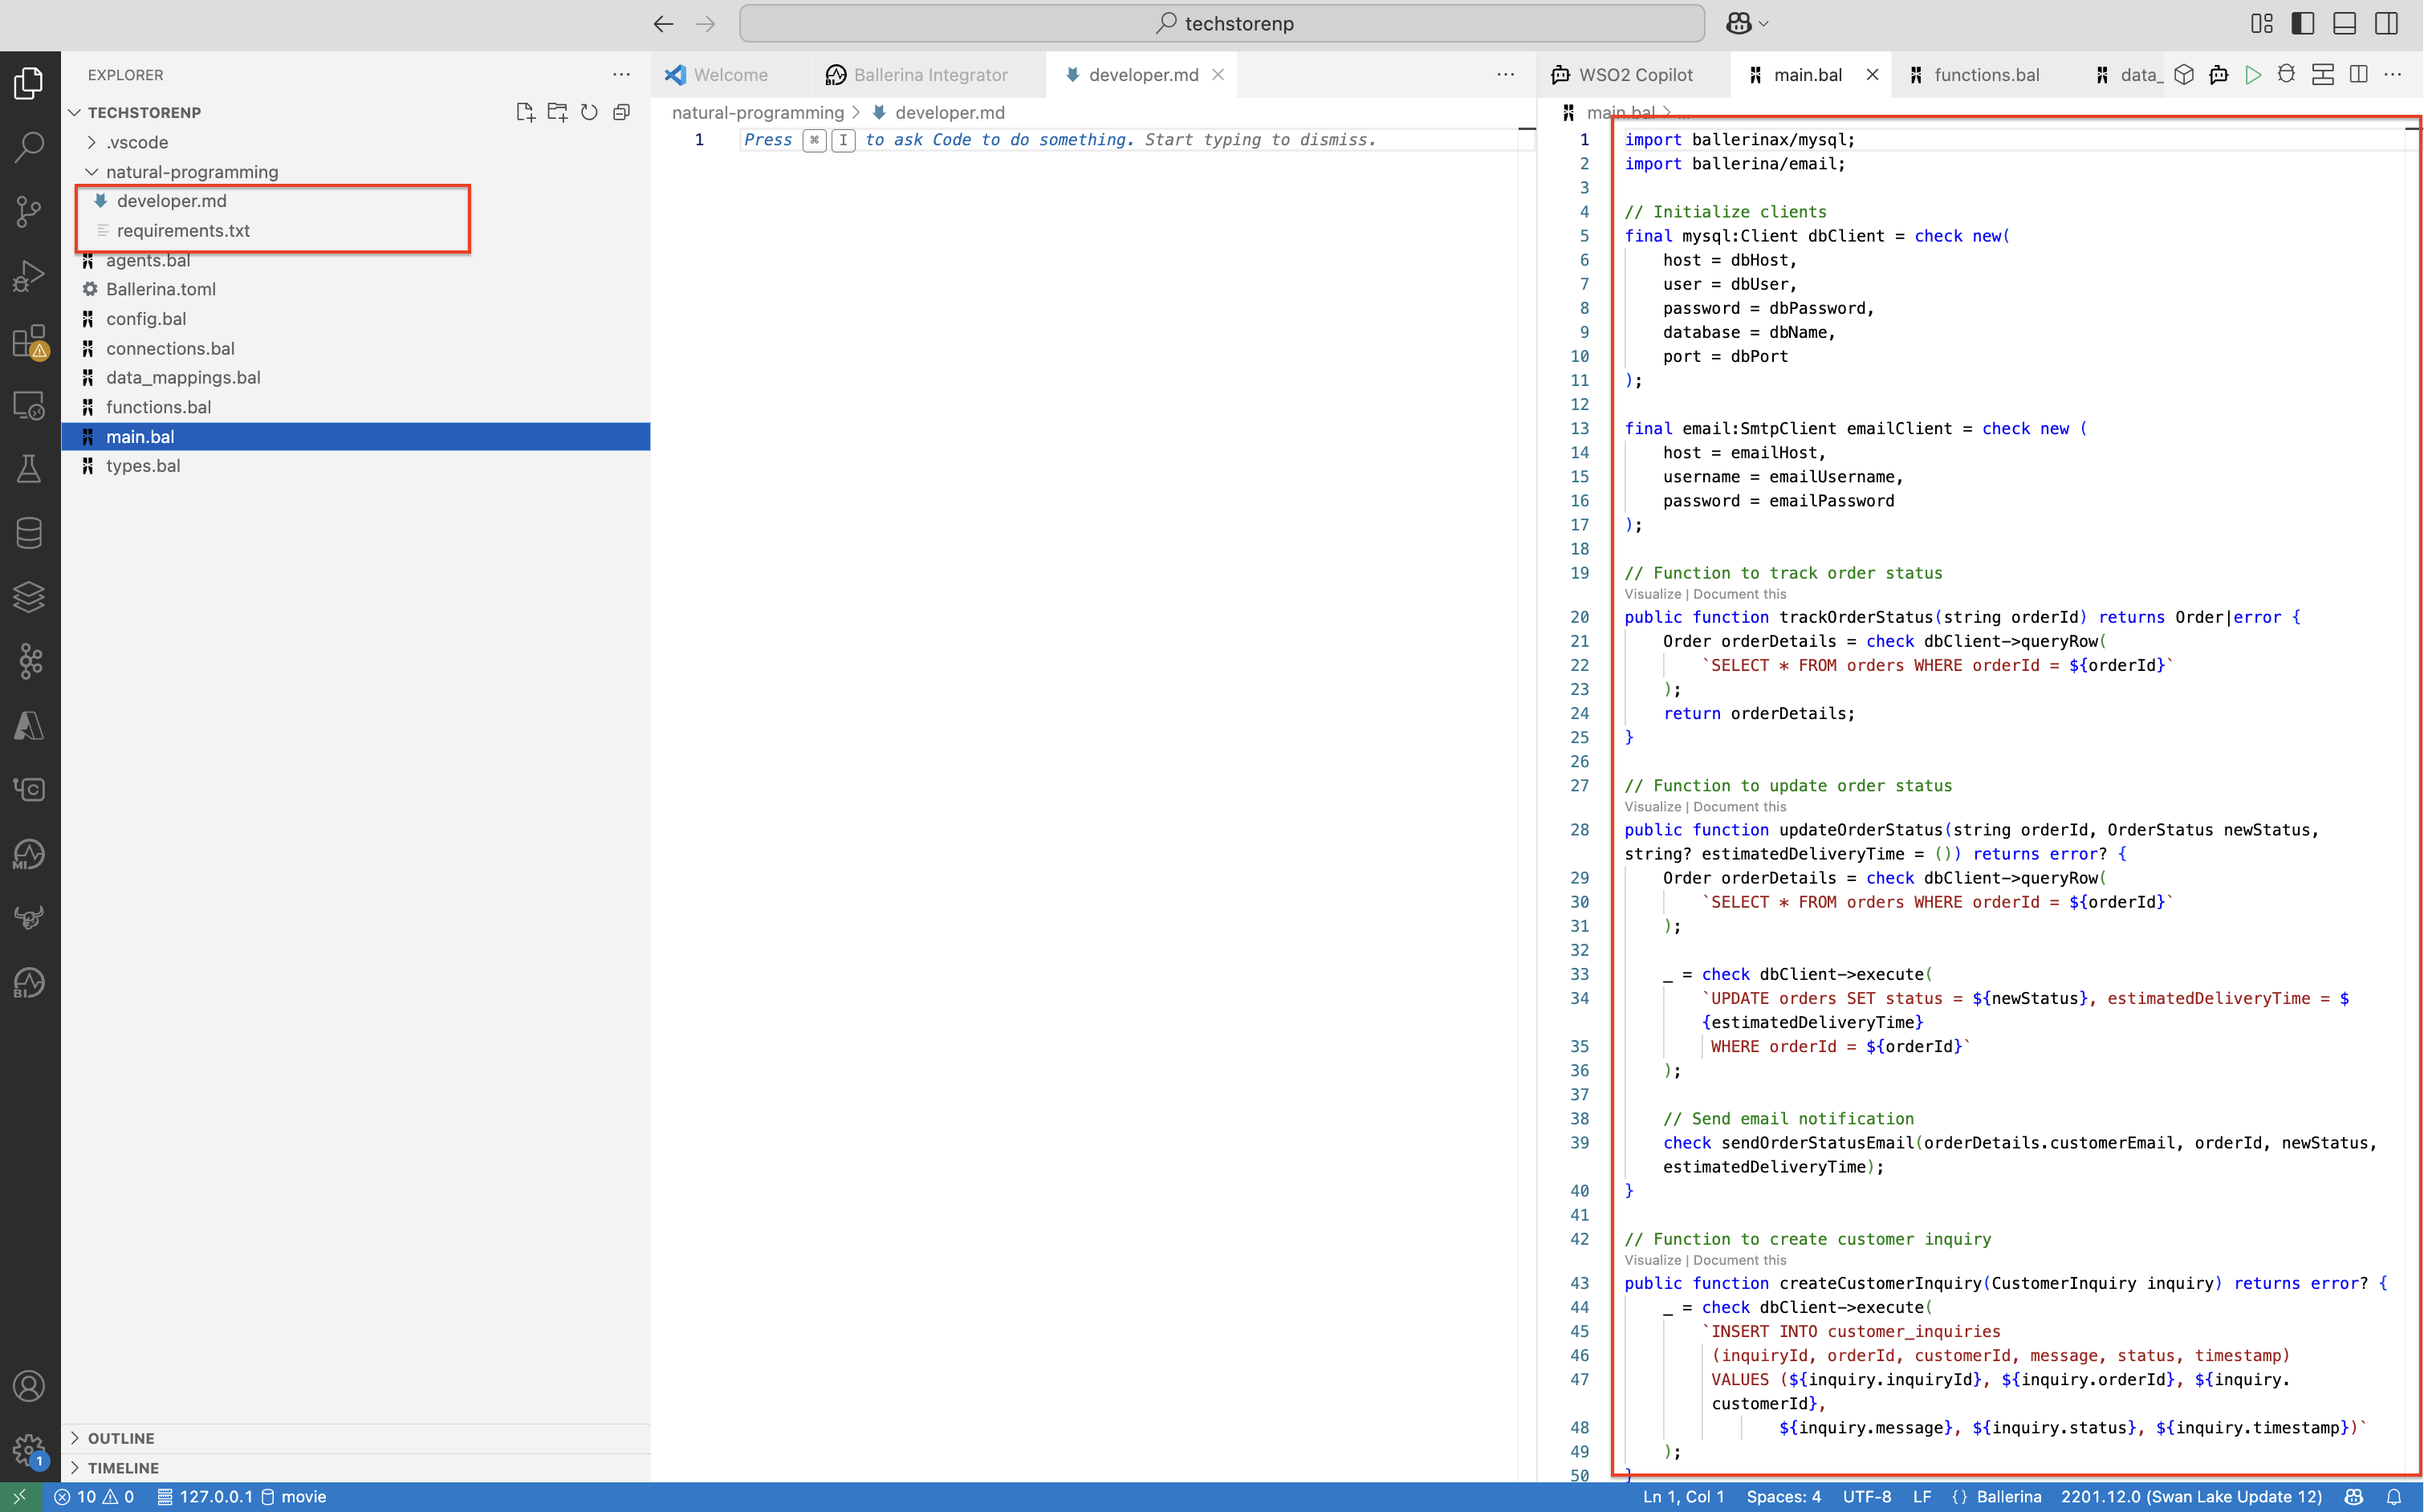 techstorenp
EXPLORER
TECHSTORENP
.vscode
natural-programming
developer.md
requirements.txt
agents.bal
Ballerina.toml
config.bal
connections.bal
data_mappings.bal
functions.bal
main.bal
types.bal
OUTLINE
TIMELINE
MI
BI
1
Welcome
BI Ballerina Integrator
developer.md
natural-programming > developer.md
1 Press ⌘ I to ask Code to do something. Start typing to dismiss.
WSO2 Copilot
main.bal
functions.bal
data_
main.bal > ...
1 import ballerinax/mysql;
2 import ballerina/email;
3
4 // Initialize clients
5 final mysql:Client dbClient = check new(
6 host = dbHost,
7 user = dbUser,
8 password = dbPassword,
9 database = dbName,
10 port = dbPort
11 );
12
13 final email:SmtpClient emailClient = check new (
14 host = emailHost,
15 username = emailUsername,
16 password = emailPassword
17 );
18
19 // Function to track order status
Visualize | Document this
20 public function trackOrderStatus(string orderId) returns Order|error {
21 Order orderDetails = check dbClient->queryRow(
22 `SELECT * FROM orders WHERE orderId = ${orderId}`
23 );
24 return orderDetails;
25 }
26
27 // Function to update order status
Visualize | Document this
28 public function updateOrderStatus(string orderId, OrderStatus newStatus,
string? estimatedDeliveryTime = ()) returns error? {
29 Order orderDetails = check dbClient->queryRow(
30 `SELECT * FROM orders WHERE orderId = ${orderId}`
31 );
32
33 _ = check dbClient->execute(
34 `UPDATE orders SET status = ${newStatus}, estimatedDeliveryTime = $
{estimatedDeliveryTime}
35 WHERE orderId = ${orderId}`
36 );
37
38 // Send email notification
39 check sendOrderStatusEmail(orderDetails.customerEmail, orderId, newStatus,
estimatedDeliveryTime);
40 }
41
42 // Function to create customer inquiry
Visualize | Document this
43 public function createCustomerInquiry(CustomerInquiry inquiry) returns error? {
44 _ = check dbClient->execute(
45 `INSERT INTO customer_inquiries
46 (inquiryId, orderId, customerId, message, status, timestamp)
47 VALUES (${inquiry.inquiryId}, ${inquiry.orderId}, ${inquiry.
customerId},
48 ${inquiry.message}, ${inquiry.status}, ${inquiry.timestamp})`
49 );
50 }
10 0 127.0.0.1 movie
Ln 1, Col 1 Spaces: 4 UTF-8 LF {} Ballerina 2201.12.0 (Swan Lake Update 12)